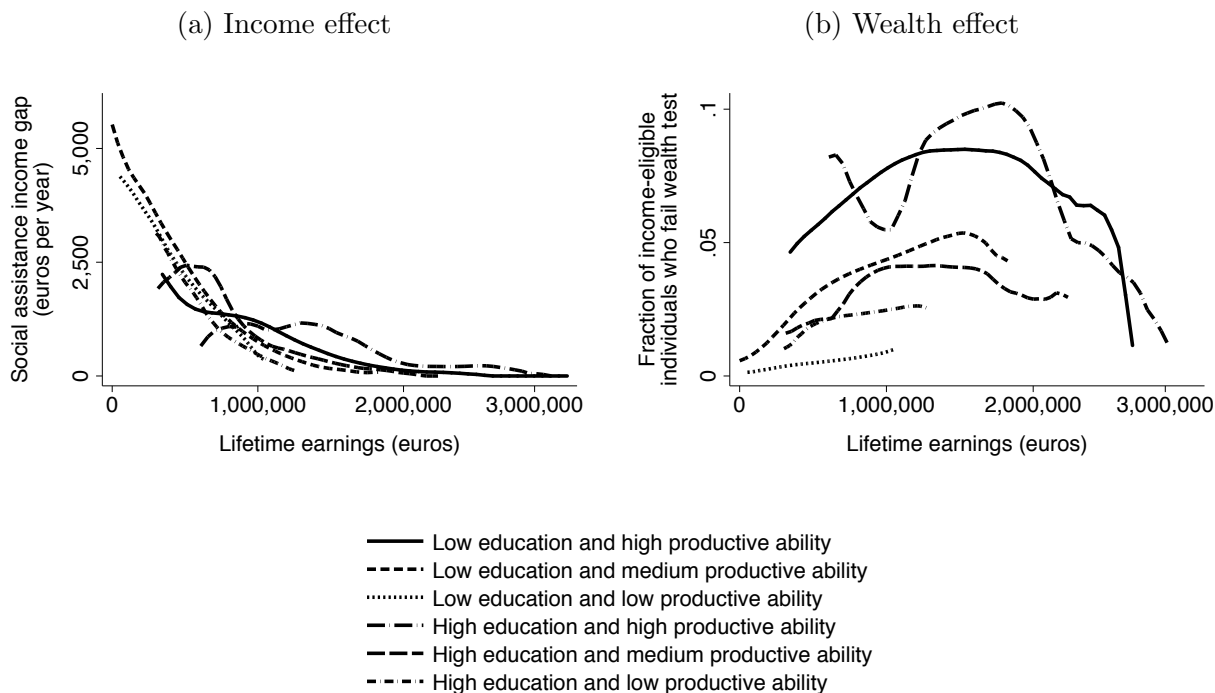 (a) Income effect
Social assistance income gap
(euros per year)
5,000
2,500
0
0
1,000,000
2,000,000
3,000,000
Lifetime earnings (euros)
(b) Wealth effect
Fraction of income-eligible
individuals who fail wealth test
.1
.05
0
0
1,000,000
2,000,000
3,000,000
Lifetime earnings (euros)
Low education and high productive ability
Low education and medium productive ability
Low education and low productive ability
High education and high productive ability
High education and medium productive ability
High education and low productive ability